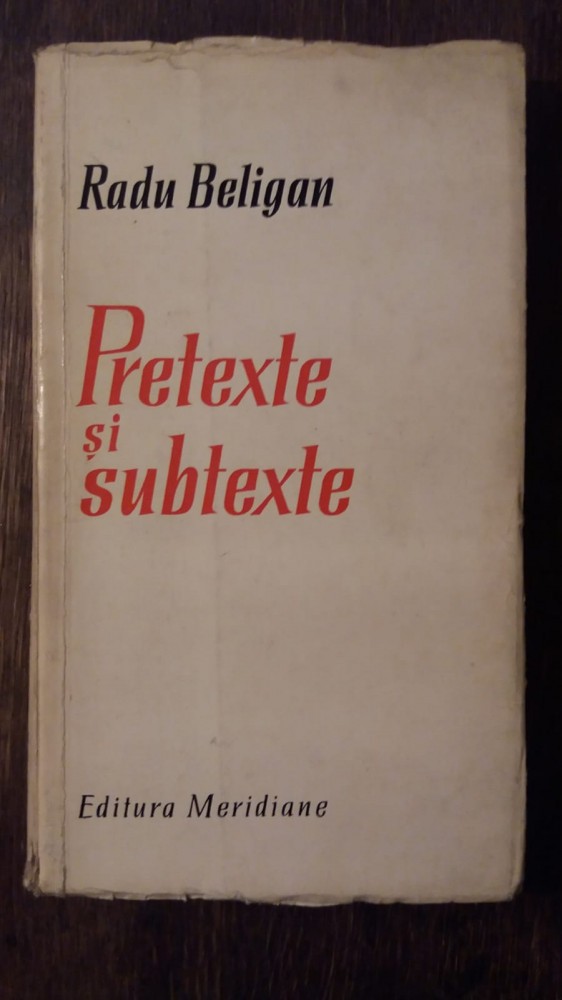 Radu Beligan
Pretexte
și
subtexte
Editura Meridiane